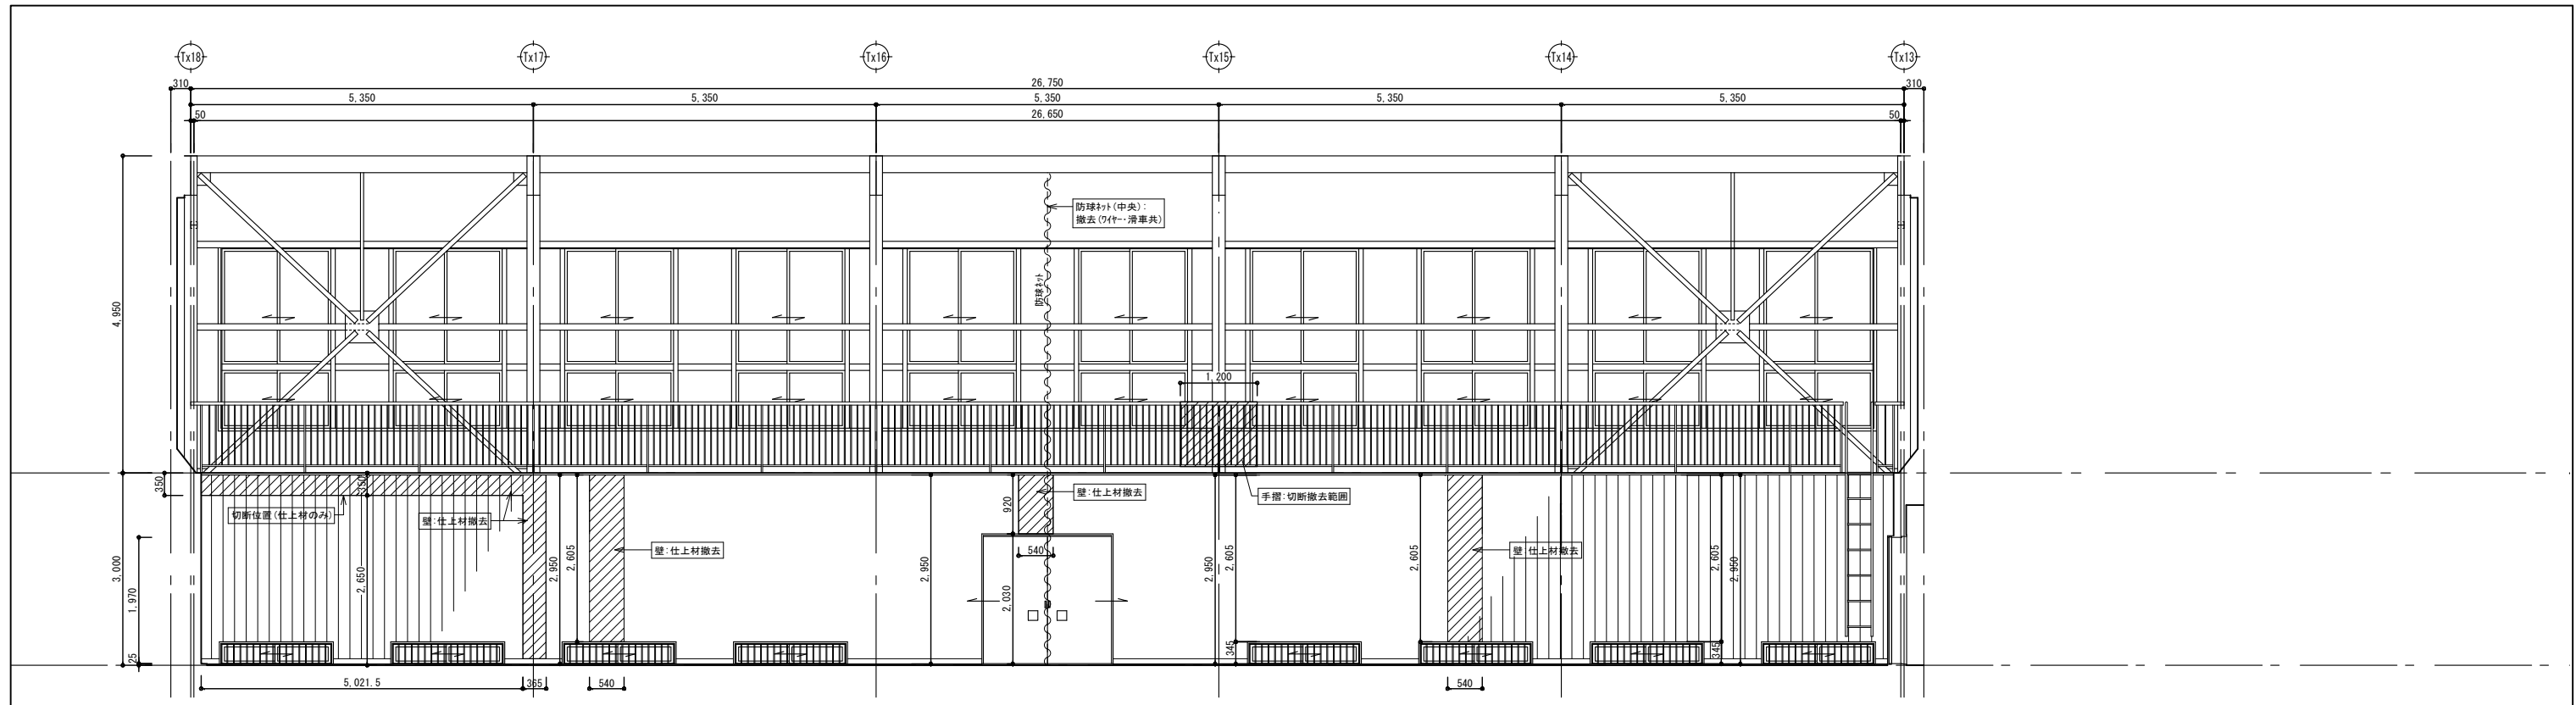 Tx18
Tx17
Tx16
Tx15
Tx14
Tx13
310
26,750
310
5,350
5,350
5,350
5,350
5,350
50
26,650
50
防球ネット(中央):
撤去(ワイヤー・滑車共)
防球ネット
4,950
1,200
350
350
切断位置(仕上材のみ)
壁:仕上材撤去
壁:仕上材撤去
920
壁:仕上材撤去
手摺:切断撤去範囲
壁:仕上材撤去
540
3,000
1,970
25
2,650
2,950
2,605
2,950
2,030
2,950
2,605
345
2,605
2,605
345
2,950
5,021.5
365
540
540